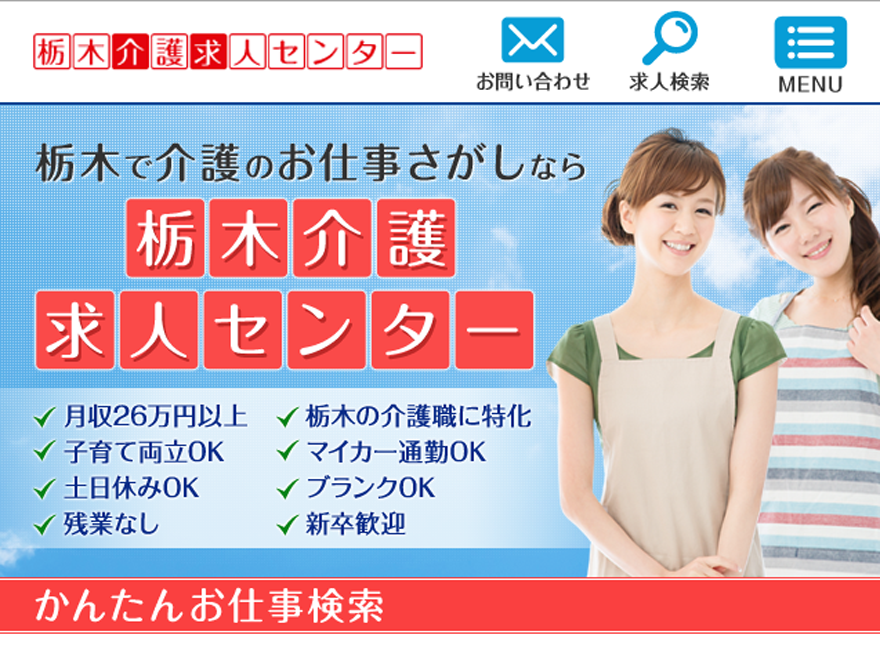 栃木介護求人センター
お問い合わせ
求人検索
MENU
栃木で介護のお仕事さがしなら
栃木介護
求人センター
月収26万円以上
栃木の介護職に特化
子育て両立OK
マイカー通勤OK
土日休みOK
ブランクOK
残業なし
新卒歓迎
かんたんお仕事検索